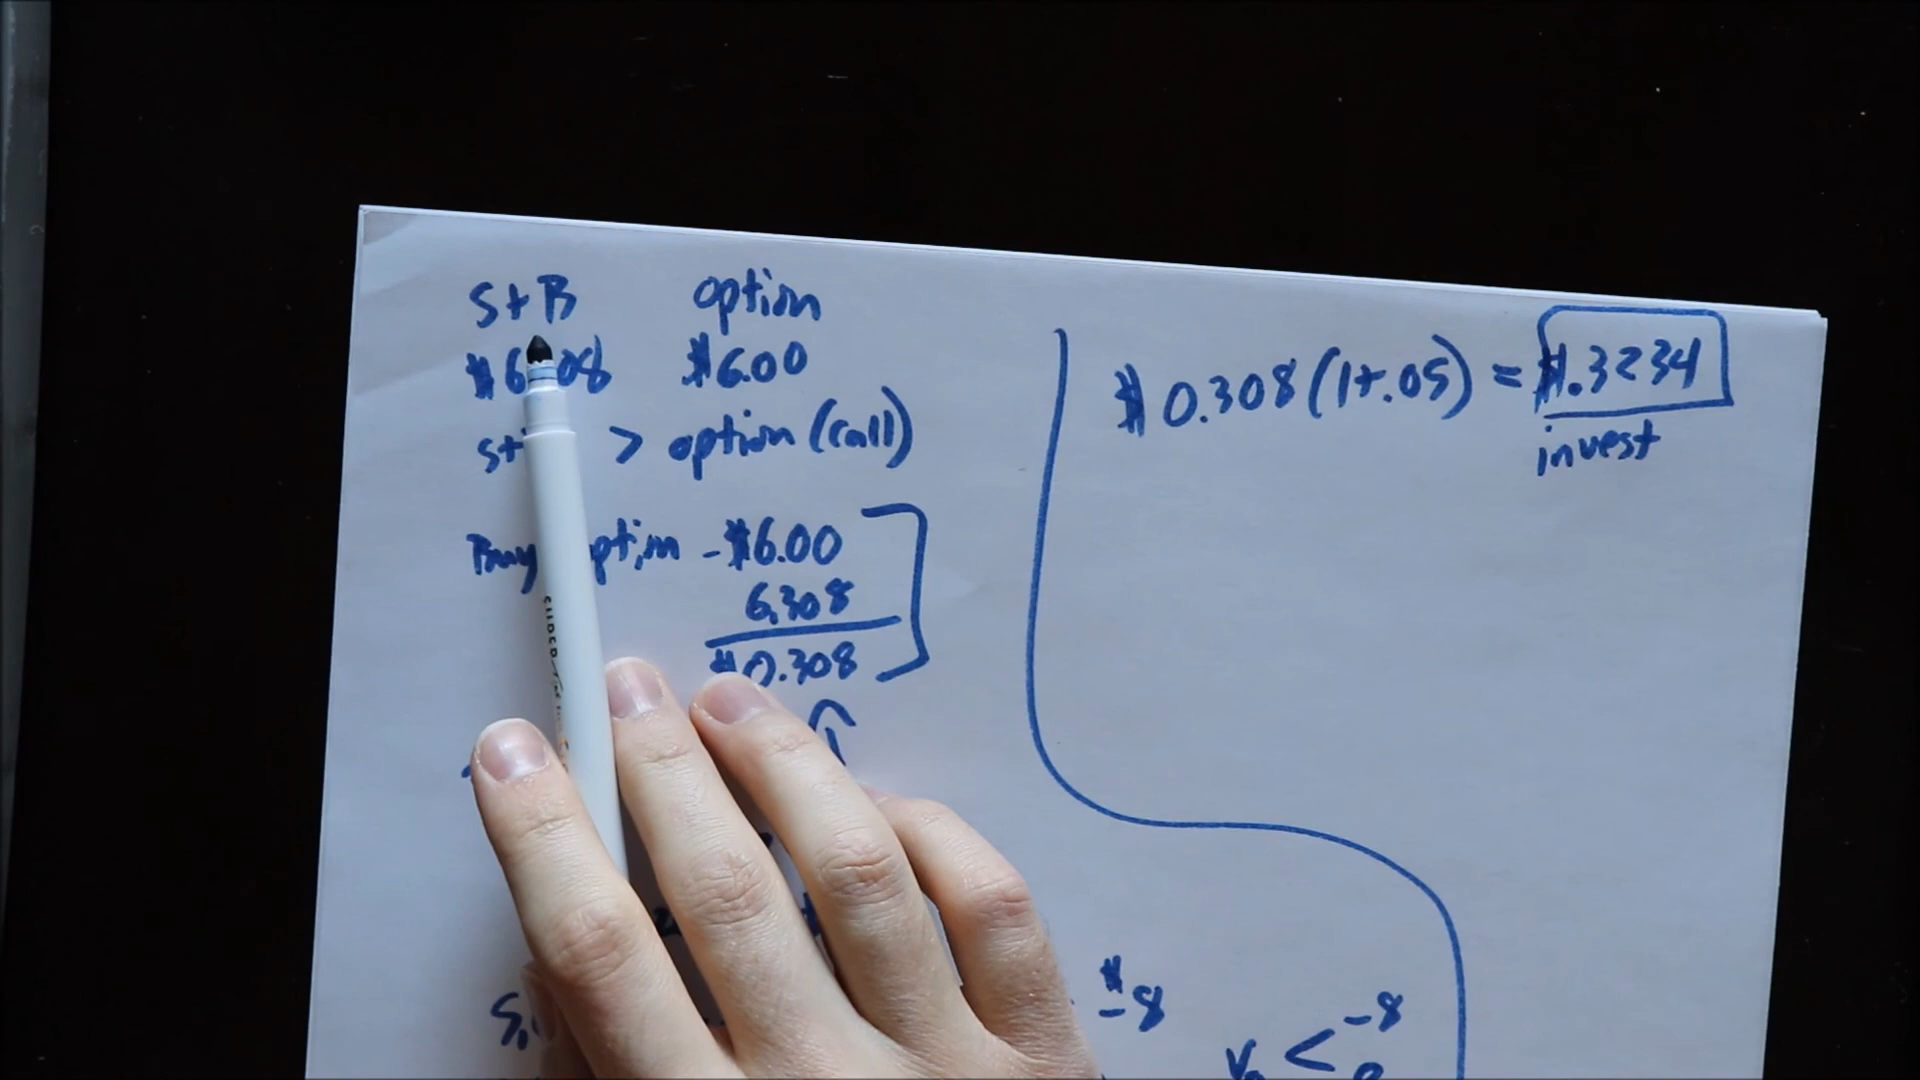 S+B option
$6.308 $6.00
> option (call)
Buy option -$6.00
6.308
$0.308
$-8
-8
$0.308(1+.05) = $.3234
invest